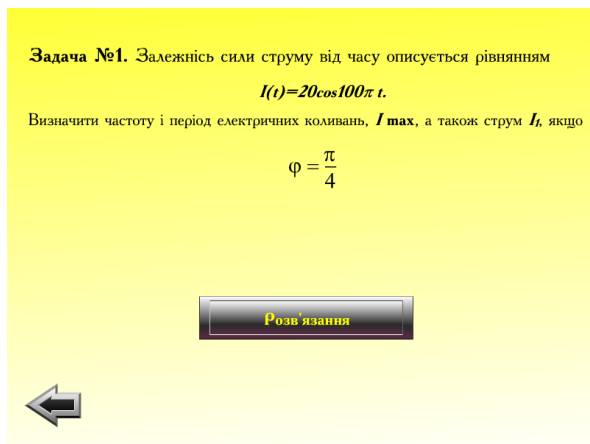 Задача №1. Залежнісь сили струму від часу описується рівнянням
I(t)=20cos100π t.
Визначити частоту і період електричних коливань, I max, а також струм I₁, якщо
φ = π/4
Розв'язання